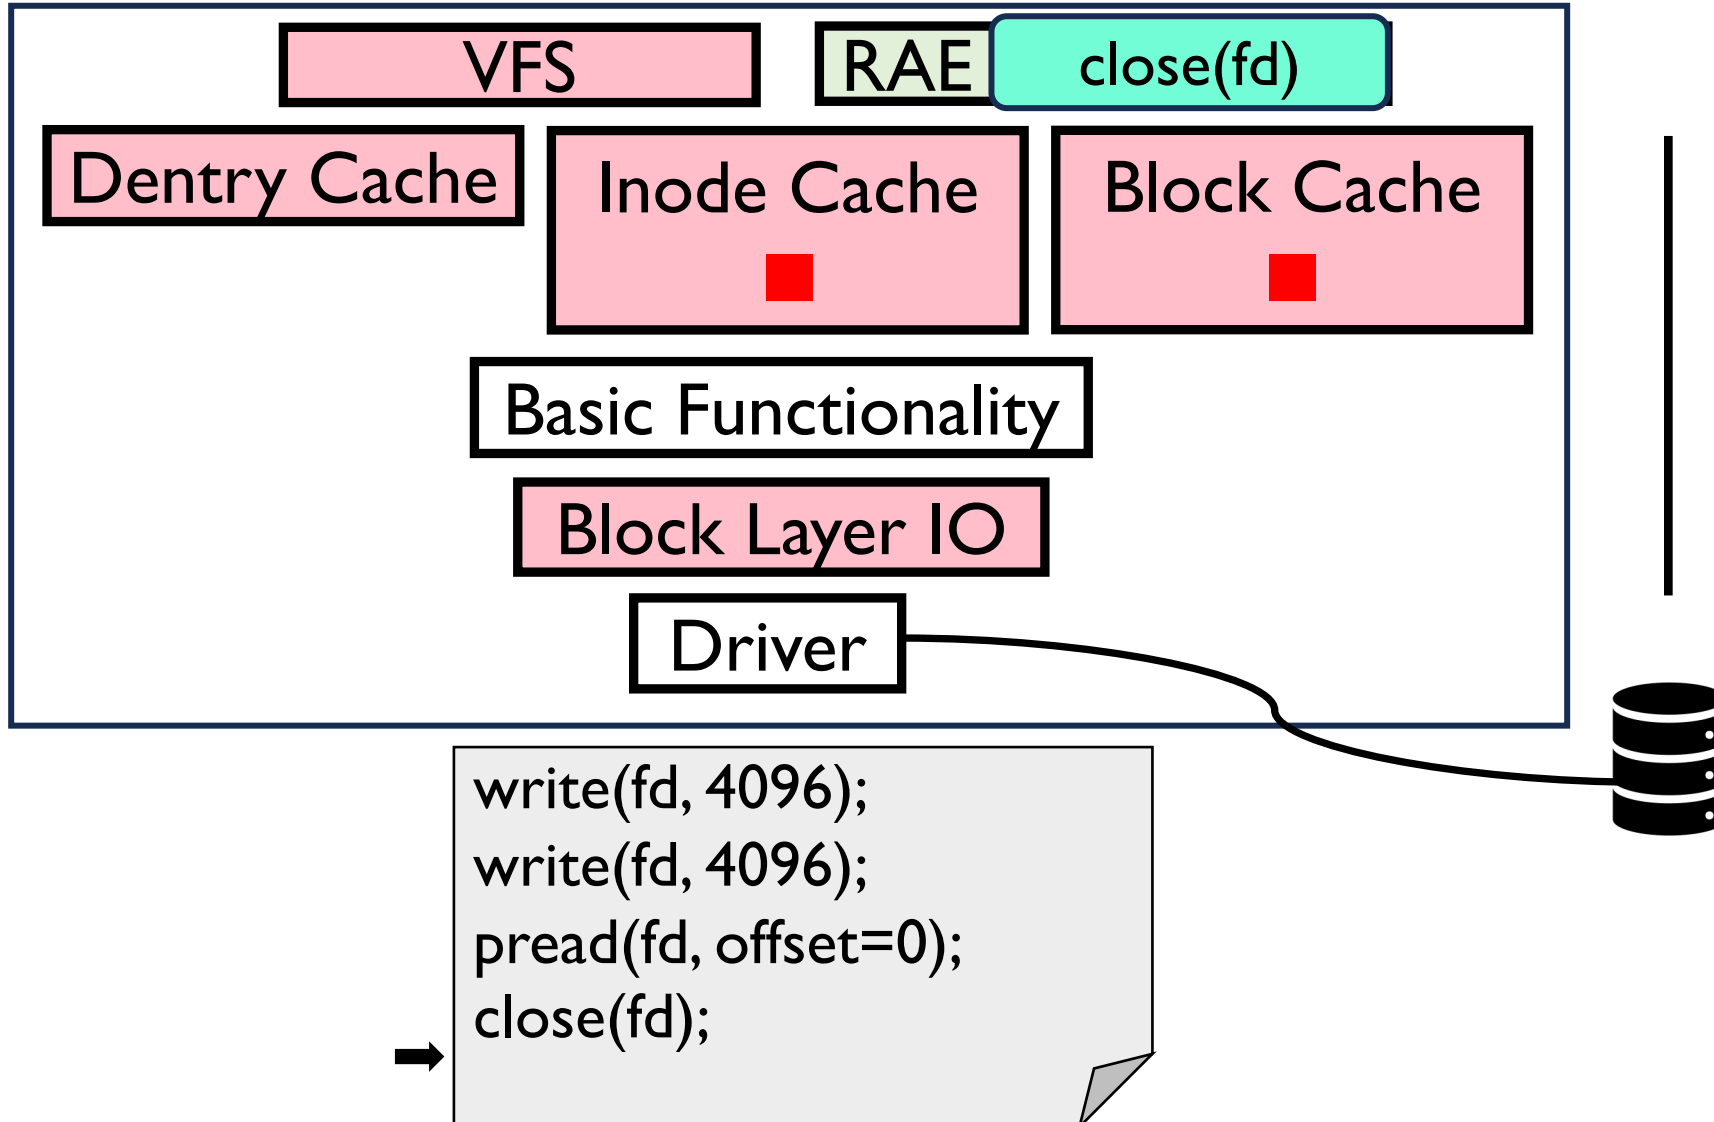 VFS
RAE close(fd)
Dentry Cache
Inode Cache
Block Cache
Basic Functionality
Block Layer IO
Driver
write(fd, 4096);
write(fd, 4096);
pread(fd, offset=0);
close(fd);